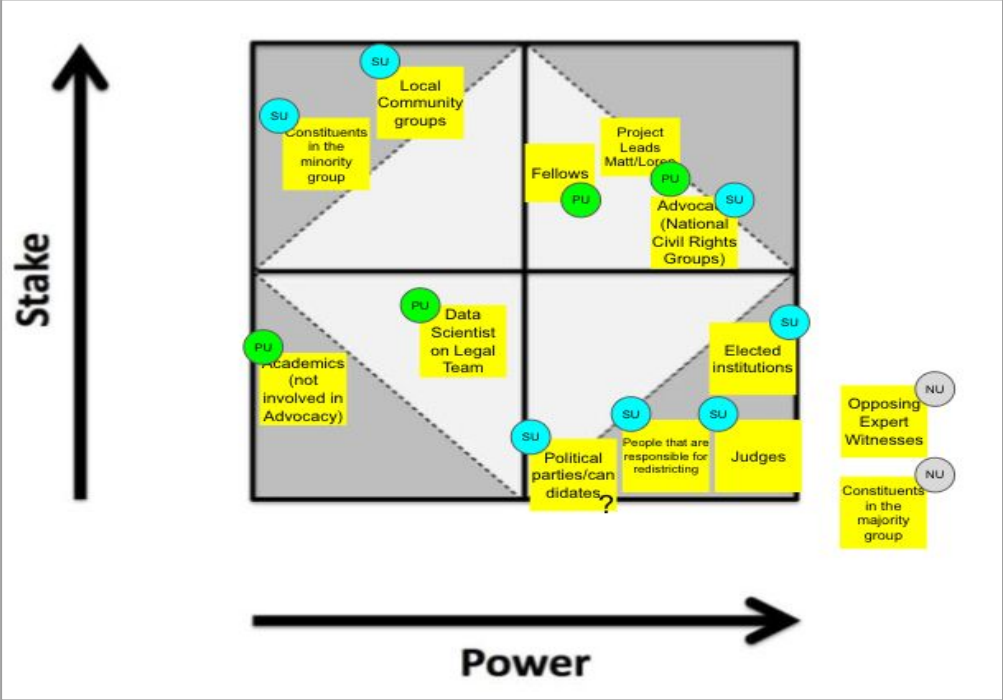 Stake
SU
Local
Community
groups
SU
Constituents
in the
minority
group
Project
Leads
Matt/Loree
PU
Fellows
PU
SU
Advocac
(National
Civil Rights
Groups)
PU
Data
Scientist
on Legal
Team
PU
Academics
(not
involved in
Advocacy)
SU
Elected
institutions
SU
Political
parties/can
didates
?
SU
People that are
responsible for
redistricting
SU
Judges
NU
Opposing
Expert
Witnesses
NU
Constituents
in the
majority
group
Power